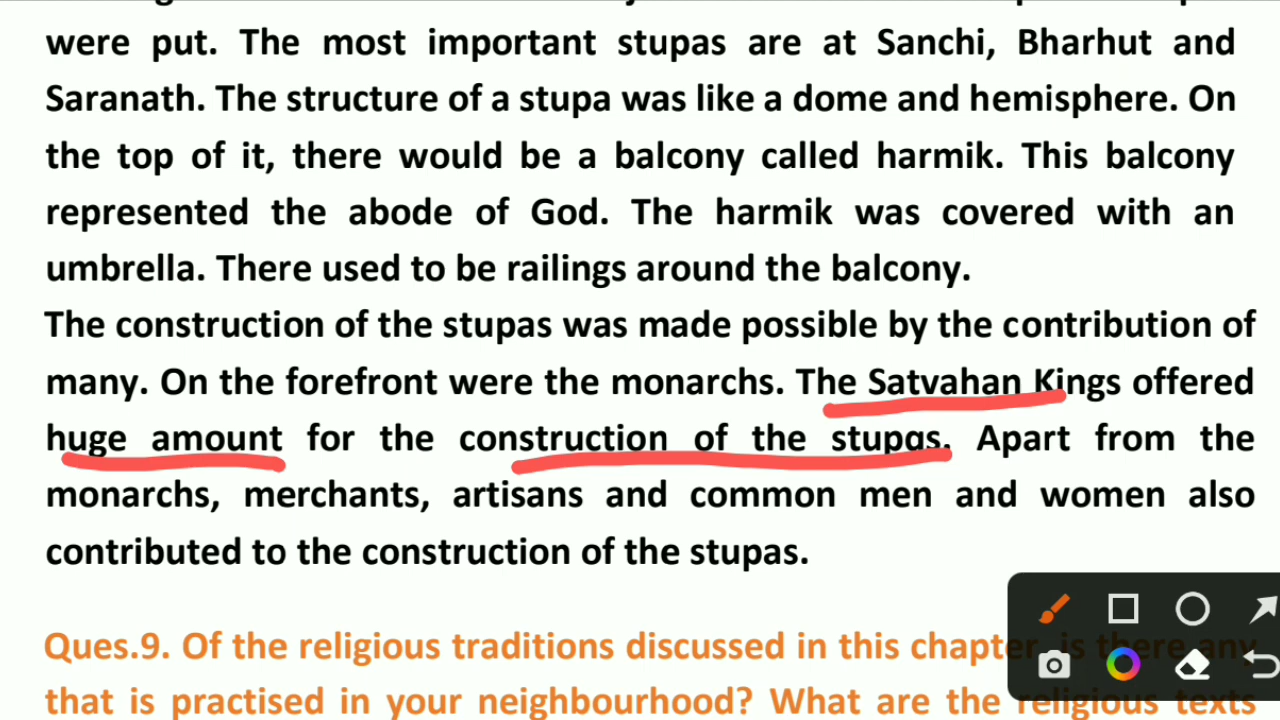 were put. The most important stupas are at Sanchi, Bharhut and
Saranath. The structure of a stupa was like a dome and hemisphere. On
the top of it, there would be a balcony called harmik. This balcony
represented the abode of God. The harmik was covered with an
umbrella. There used to be railings around the balcony.
The construction of the stupas was made possible by the contribution of
many. On the forefront were the monarchs. The Satvahan Kings offered
huge amount for the construction of the stupas. Apart from the
monarchs, merchants, artisans and common men and women also
contributed to the construction of the stupas.
Ques.9. Of the religious traditions discussed in this chapter, is there any
that is practised in your neighbourhood? What are the religious texts